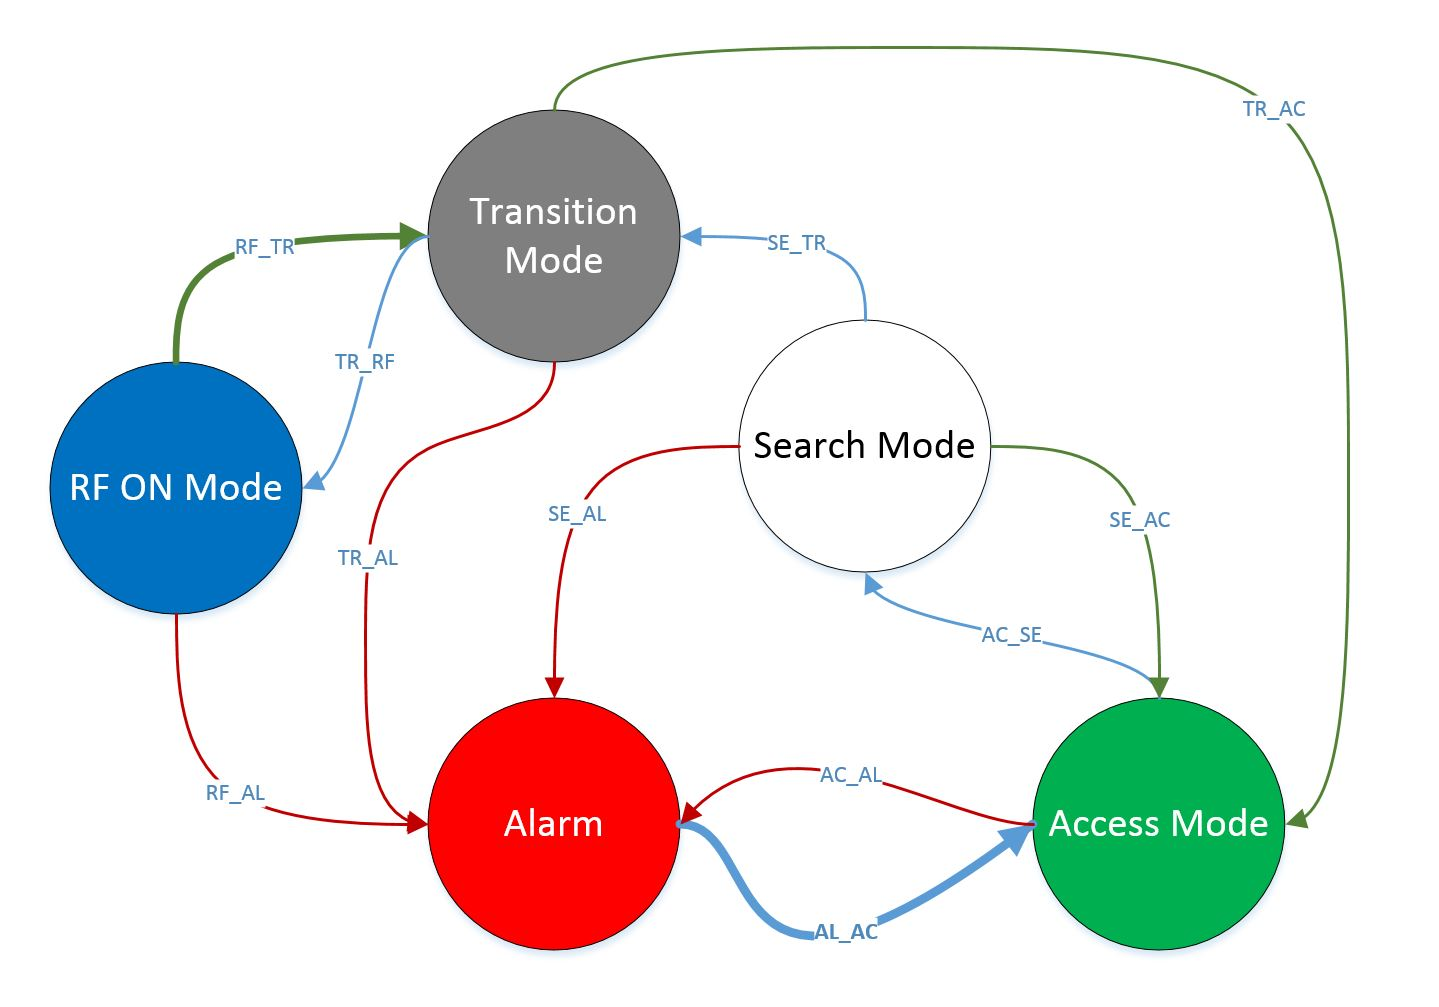 TR_AC
Transition
Mode
RF_TR
SE_TR
TR_RF
Search Mode
RF ON Mode
SE_AL
SE_AC
TR_AL
AC_SE
AC_AL
RF_AL
Alarm
Access Mode
AL_AC